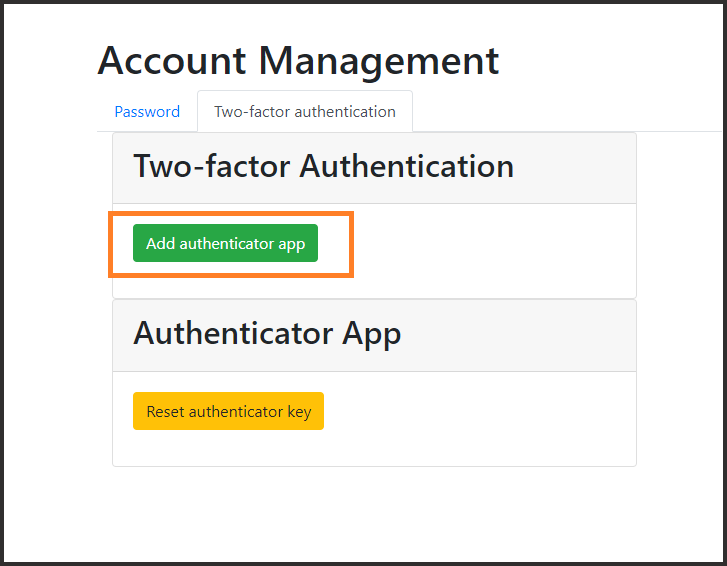 Account Management
Password
Two-factor authentication
Two-factor Authentication
Add authenticator app
Authenticator App
Reset authenticator key